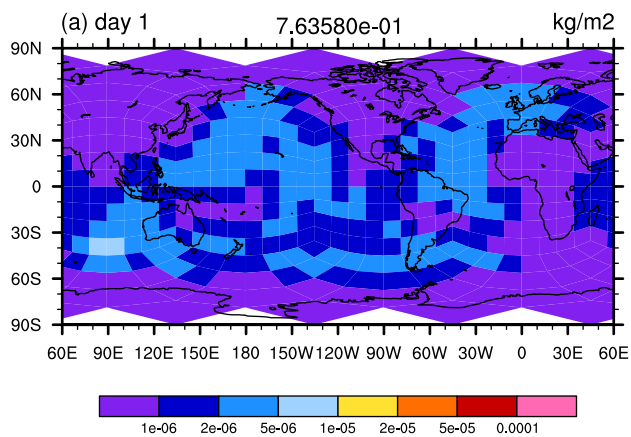 (a) day 1 7.63580e-01 kg/m2
90N
60N
30N
0
30S
60S
90S
60E 90E 120E 150E 180 150W 120W 90W 60W 30W 0 30E 60E
1e-06 2e-06 5e-06 1e-05 2e-05 5e-05 0.0001